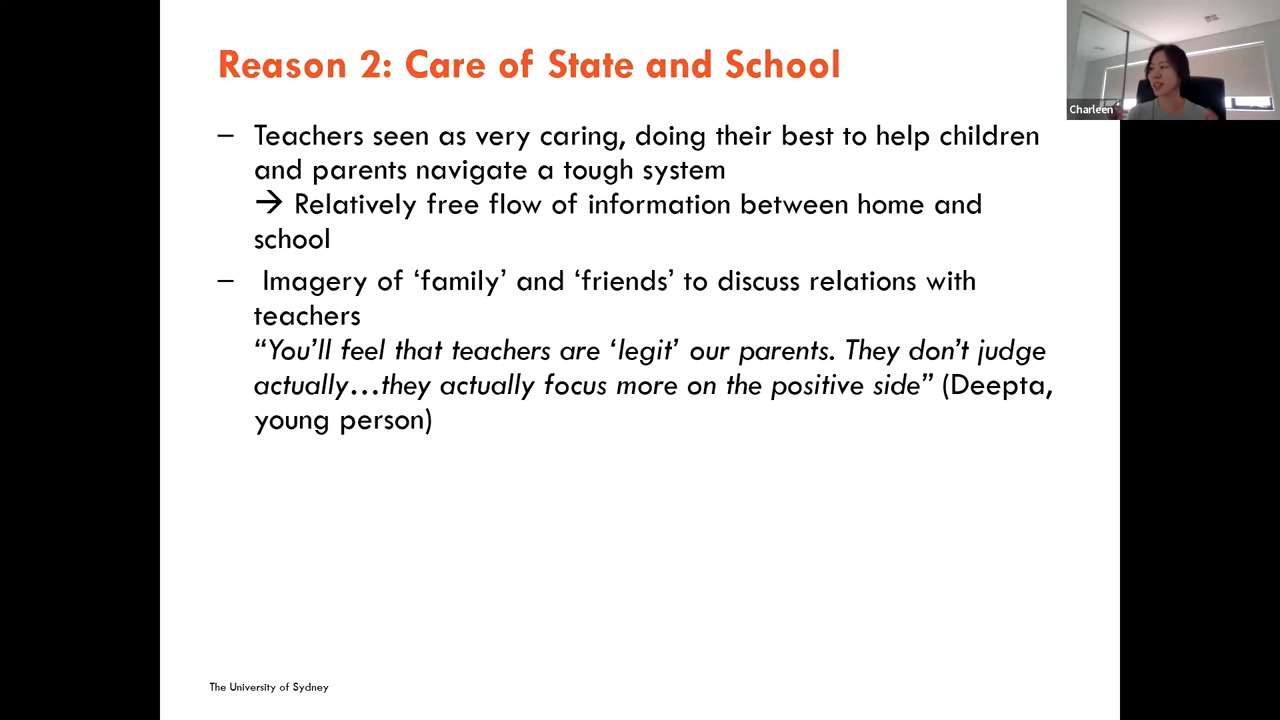 Reason 2: Care of State and School
Charleen
– Teachers seen as very caring, doing their best to help children
and parents navigate a tough system
→ Relatively free flow of information between home and
school
– Imagery of ‘family’ and ‘friends’ to discuss relations with
teachers
“You’ll feel that teachers are ‘legit’ our parents. They don’t judge
actually…they actually focus more on the positive side” (Deepta,
young person)
The University of Sydney